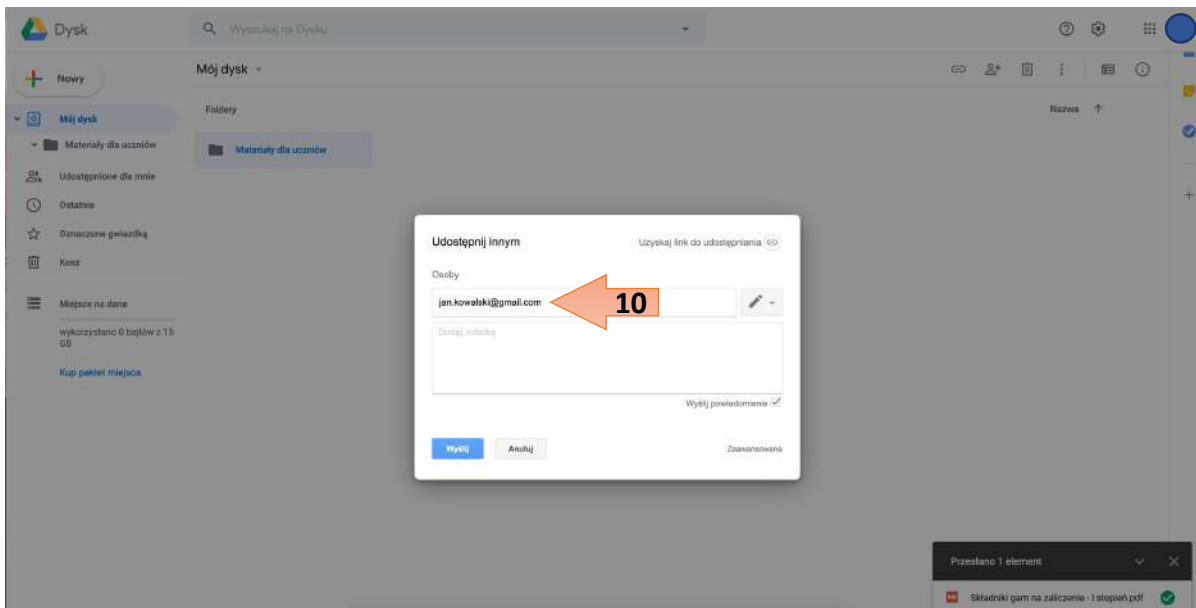 Dysk
Wyszukaj na Dysku
Nowy
Mój dysk
Mój dysk
Materiały dla uczniów
Udostępnione dla mnie
Ostatnie
Oznaczone gwiazdką
Kosz
Miejsce na dane
wykorzystano 0 bajtów z 15
GB
Kup pakiet miejsca
Foldery
Nazwa
Materiały dla uczniów
Udostępnij innym
Uzyskaj link do udostępniania
Osoby
jan.kowalski@gmail.com
10
Dodaj notatkę
Wyślij powiadomienie
Wyślij
Anuluj
Zaawansowane
Przesłano 1 element
Składniki gam na zaliczenie - I stopień.pdf